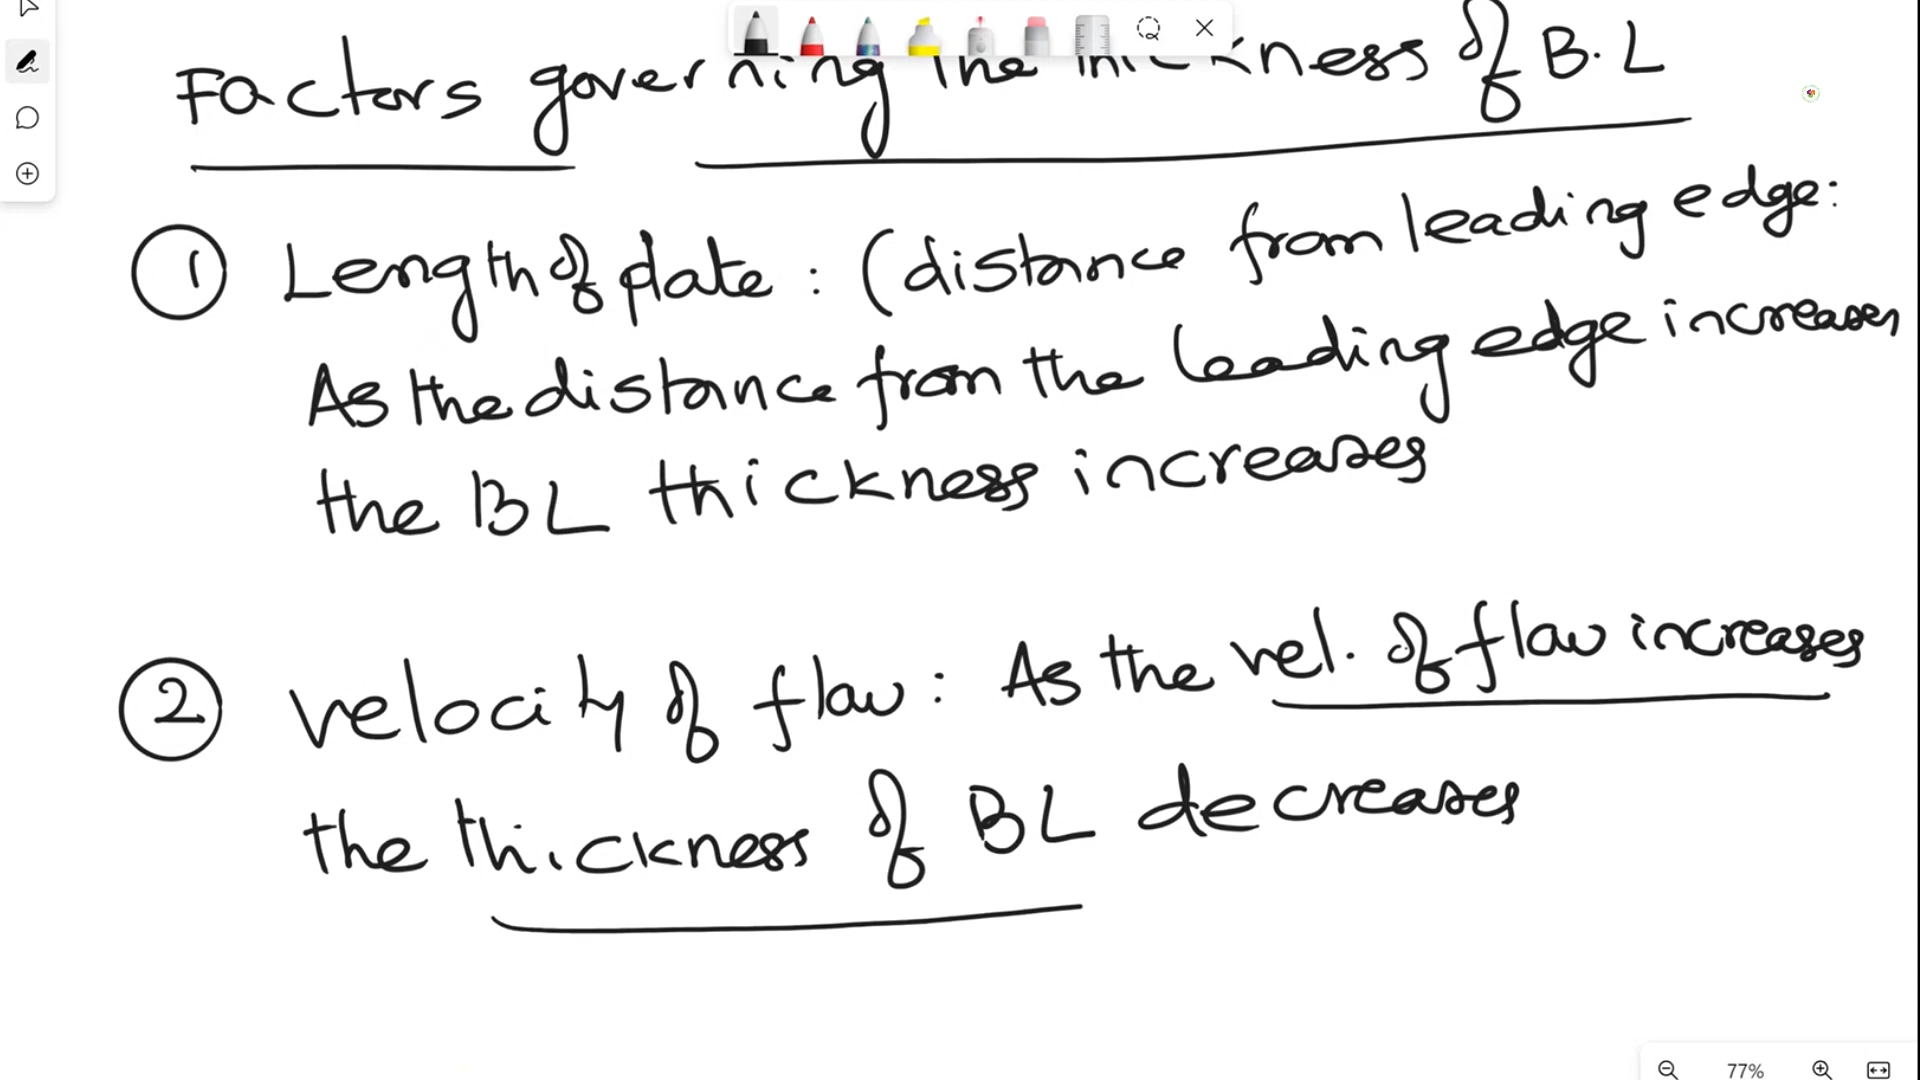 Factors governing the thickness of B.L
① Length of plate : (distance from leading edge:
As the distance from the leading edge increases
the BL thickness increases
② velocity of flow : As the vel. of flow increases
the thickness of BL decreases
77%